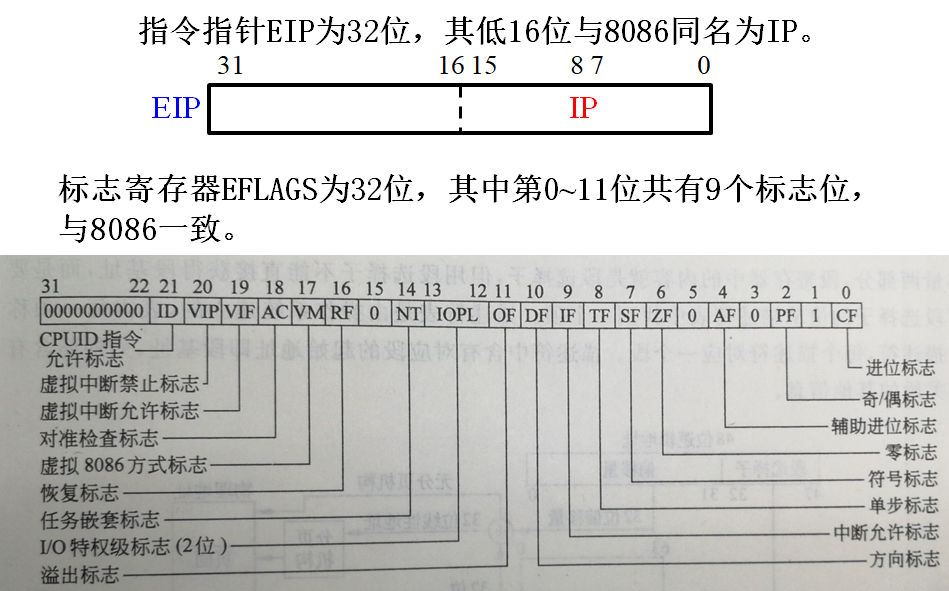 指令指针EIP为32位，其低16位与8086同名为IP。
31 16 15 8 7 0
EIP IP
标志寄存器EFLAGS为32位，其中第0~11位共有9个标志位，
与8086一致。
31 22 21 20 19 18 17 16 15 14 13 12 11 10 9 8 7 6 5 4 3 2 1 0
0000000000 ID VIP VIF AC VM RF 0 NT IOPL OF DF IF TF SF ZF 0 AF 0 PF 1 CF
CPUID 指令
允许标志
进位标志
虚拟中断禁止标志
奇/偶标志
虚拟中断允许标志
辅助进位标志
对准检查标志
零标志
虚拟 8086 方式标志
符号标志
恢复标志
单步标志
任务嵌套标志
中断允许标志
I/O 特权级标志 (2 位)
方向标志
溢出标志